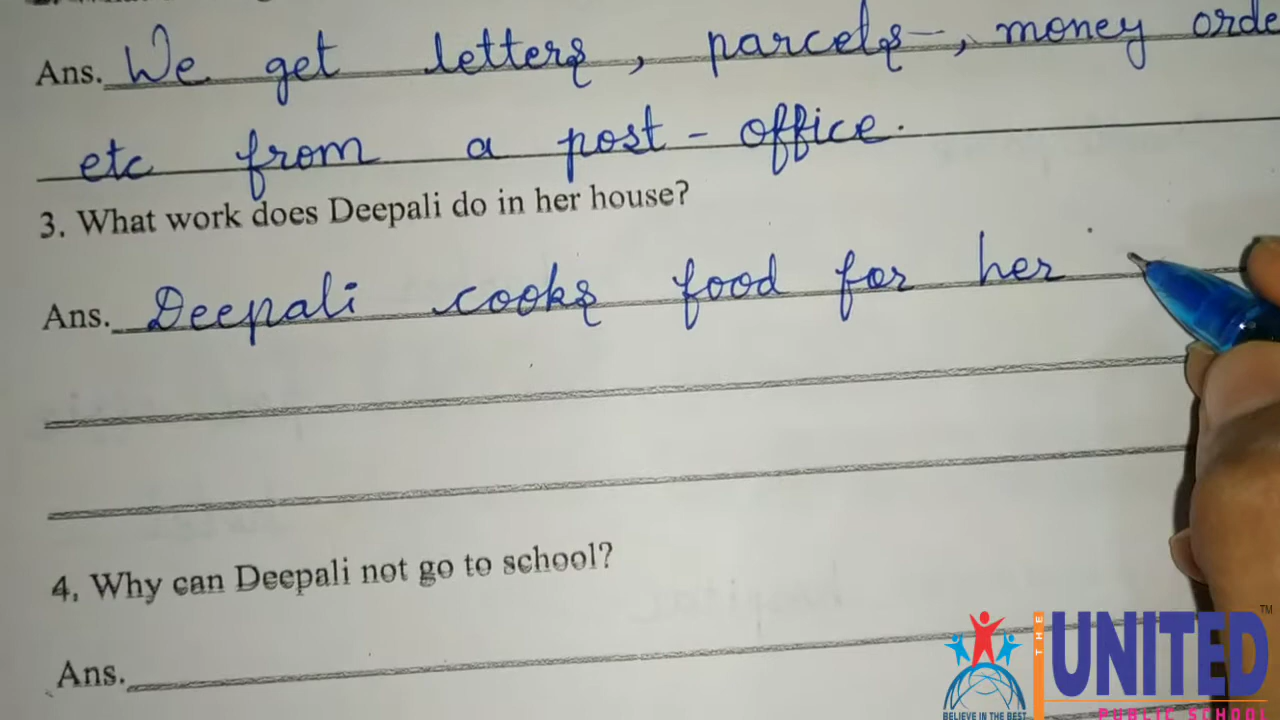 Ans. We get letters, parcels, money orde
etc from a post-office.
3. What work does Deepali do in her house?
Ans. Deepali cooks food for her
4. Why can Deepali not go to school?
Ans.
THE UNITED TM
PUBLIC SCHOOL
BELIEVE IN THE BEST